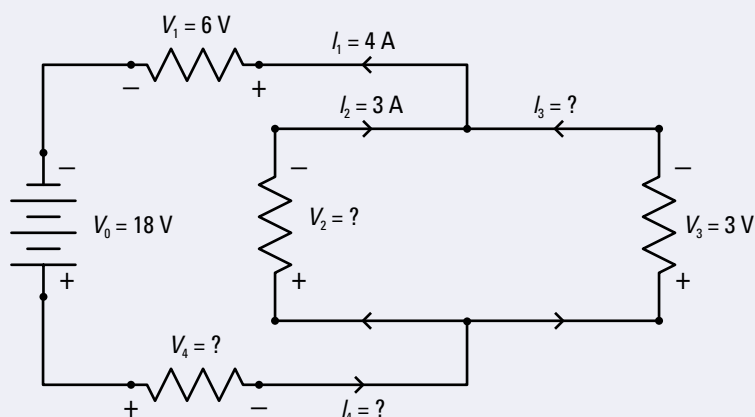 V₁ = 6 V
I₁ = 4 A
− +
I₂ = 3 A
I₃ = ?
− − −
V₀ = 18 V
V₂ = ?
V₃ = 3 V
+ + +
V₄ = ?
+ −
I₄ = ?